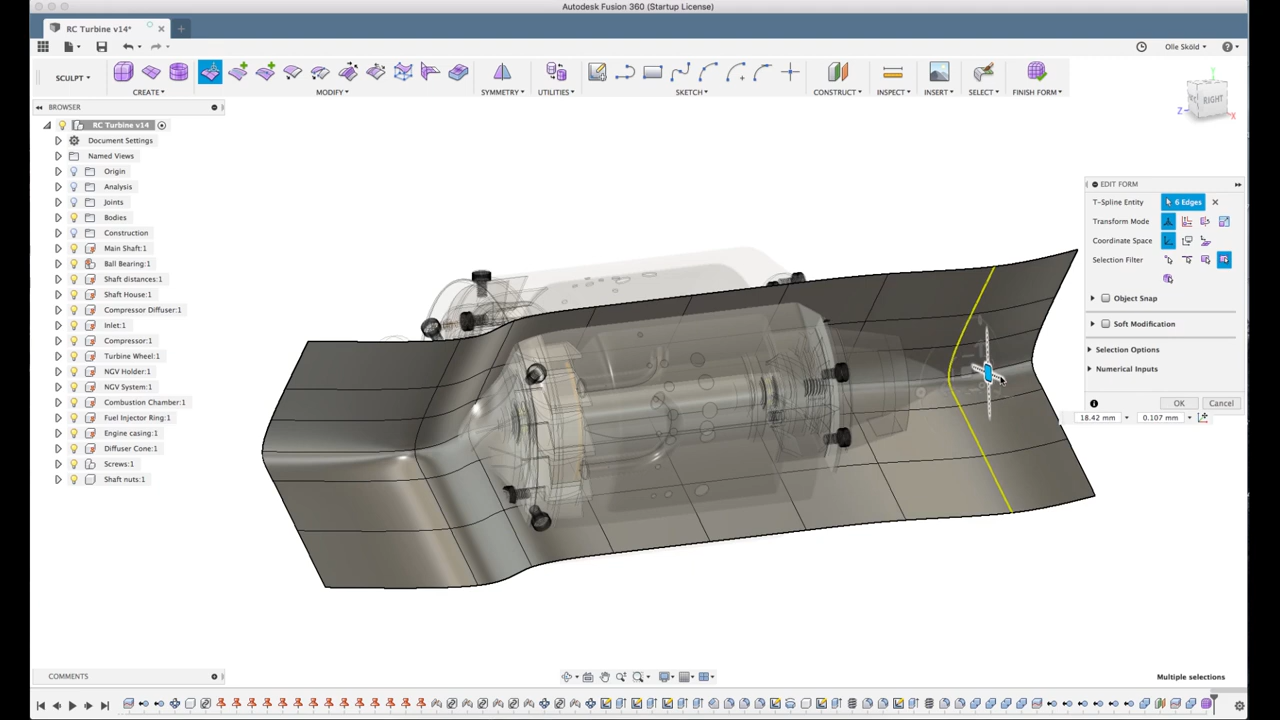 Autodesk Fusion 360 (Startup License)
RC Turbine v14*
Olle Sköld
SCULPT
CREATE
MODIFY
SYMMETRY
UTILITIES
SKETCH
CONSTRUCT
INSPECT
INSERT
SELECT
FINISH FORM
BROWSER
RC Turbine v14
Document Settings
Named Views
Origin
Analysis
Joints
Bodies
Construction
Main Shaft:1
Ball Bearing:1
Shaft distances:1
Shaft House:1
Compressor Diffuser:1
Inlet:1
Compressor:1
Turbine Wheel:1
NGV Holder:1
NGV System:1
Combustion Chamber:1
Fuel Injector Ring:1
Engine casing:1
Diffuser Cone:1
Screws:1
Shaft nuts:1
Y
RIGHT
Z
X
EDIT FORM
T-Spline Entity
6 Edges
Transform Mode
Coordinate Space
Selection Filter
Object Snap
Soft Modification
Selection Options
Numerical Inputs
OK
Cancel
18.42 mm
0.107 mm
COMMENTS
Multiple selections